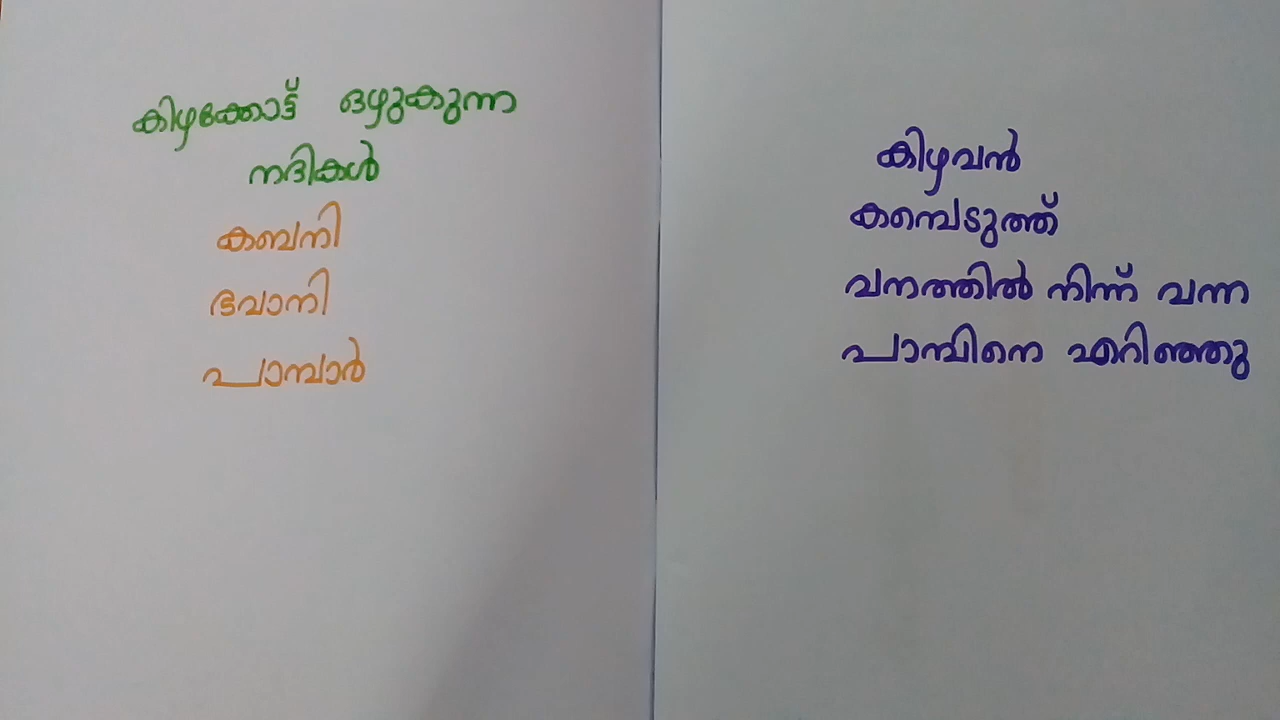 കിഴക്കോട്ട് ഒഴുകുന്ന
നദികൾ
കബനി
ഭവാനി
പാമ്പാർ
കിഴവൻ
കമ്പെടുത്ത്
വനത്തിൽ നിന്ന് വന്ന
പാമ്പിനെ എറിഞ്ഞു